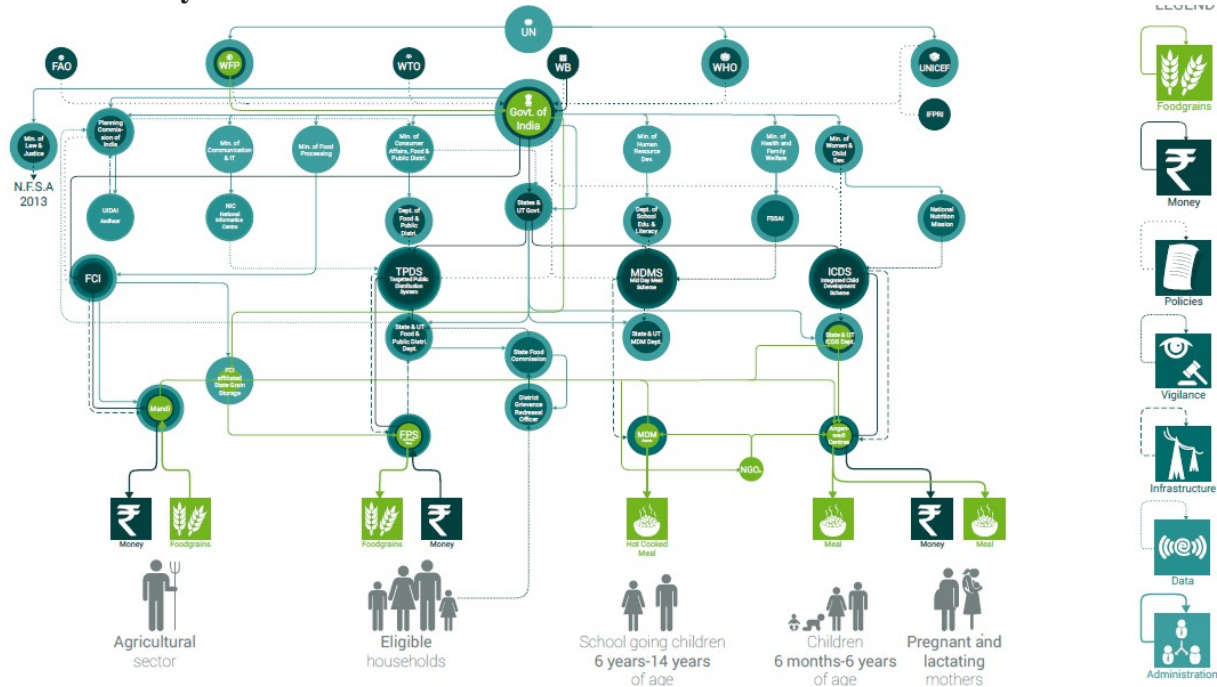 LEGEND
UN
FAO
WFP
WTO
WB
WHO
UNICEF
Govt. of
India
IFPRI
Min. of
Law &
Justice
Planning
Commis-
sion of
India
Min. of
Communication
& IT
Min. of Food
Processing
Min. of
Consumer
Affairs, Food &
Public Distri.
Min. of
Human
Resource
Dev.
Min. of
Health and
Family
Welfare
Min. of
Women &
Child
Dev.
N.F.S.A
2013
UIDAI
Aadhaar
NIC
National
Informatics
Centre
Dept. of
Food &
Public
Distri.
States &
UT Govt.
Dept. of
School
Edu. &
Literacy
FSSAI
National
Nutrition
Mission
FCI
TPDS
Targeted Public
Distribution
System
MDMS
Mid Day Meal
Scheme
ICDS
Integrated Child
Development
Scheme
State & UT
Food &
Public Distri.
Dept.
State Food
Commission
State & UT
MDM Dept.
State & UT
ICDS Dept.
FCI
affiliated
State Grain
Storage
District
Grievance
Redressal
Officer
Mandi
FPS
MDM
Angan-
wadi
Centres
NGOs
Money
Foodgrains
Foodgrains
Money
Hot Cooked
Meal
Meal
Money
Meal
Agricultural
sector
Eligible
households
School going children
6 years-14 years
of age
Children
6 months-6 years
of age
Pregnant and
lactating
mothers
Foodgrains
Money
Policies
Vigilance
Infrastructure
Data
Administration